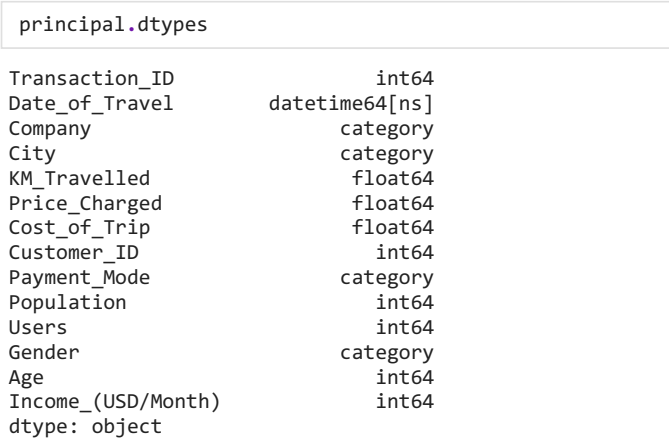 principal.dtypes
Transaction_ID int64
Date_of_Travel datetime64[ns]
Company category
City category
KM_Travelled float64
Price_Charged float64
Cost_of_Trip float64
Customer_ID int64
Payment_Mode category
Population int64
Users int64
Gender category
Age int64
Income_(USD/Month) int64
dtype: object